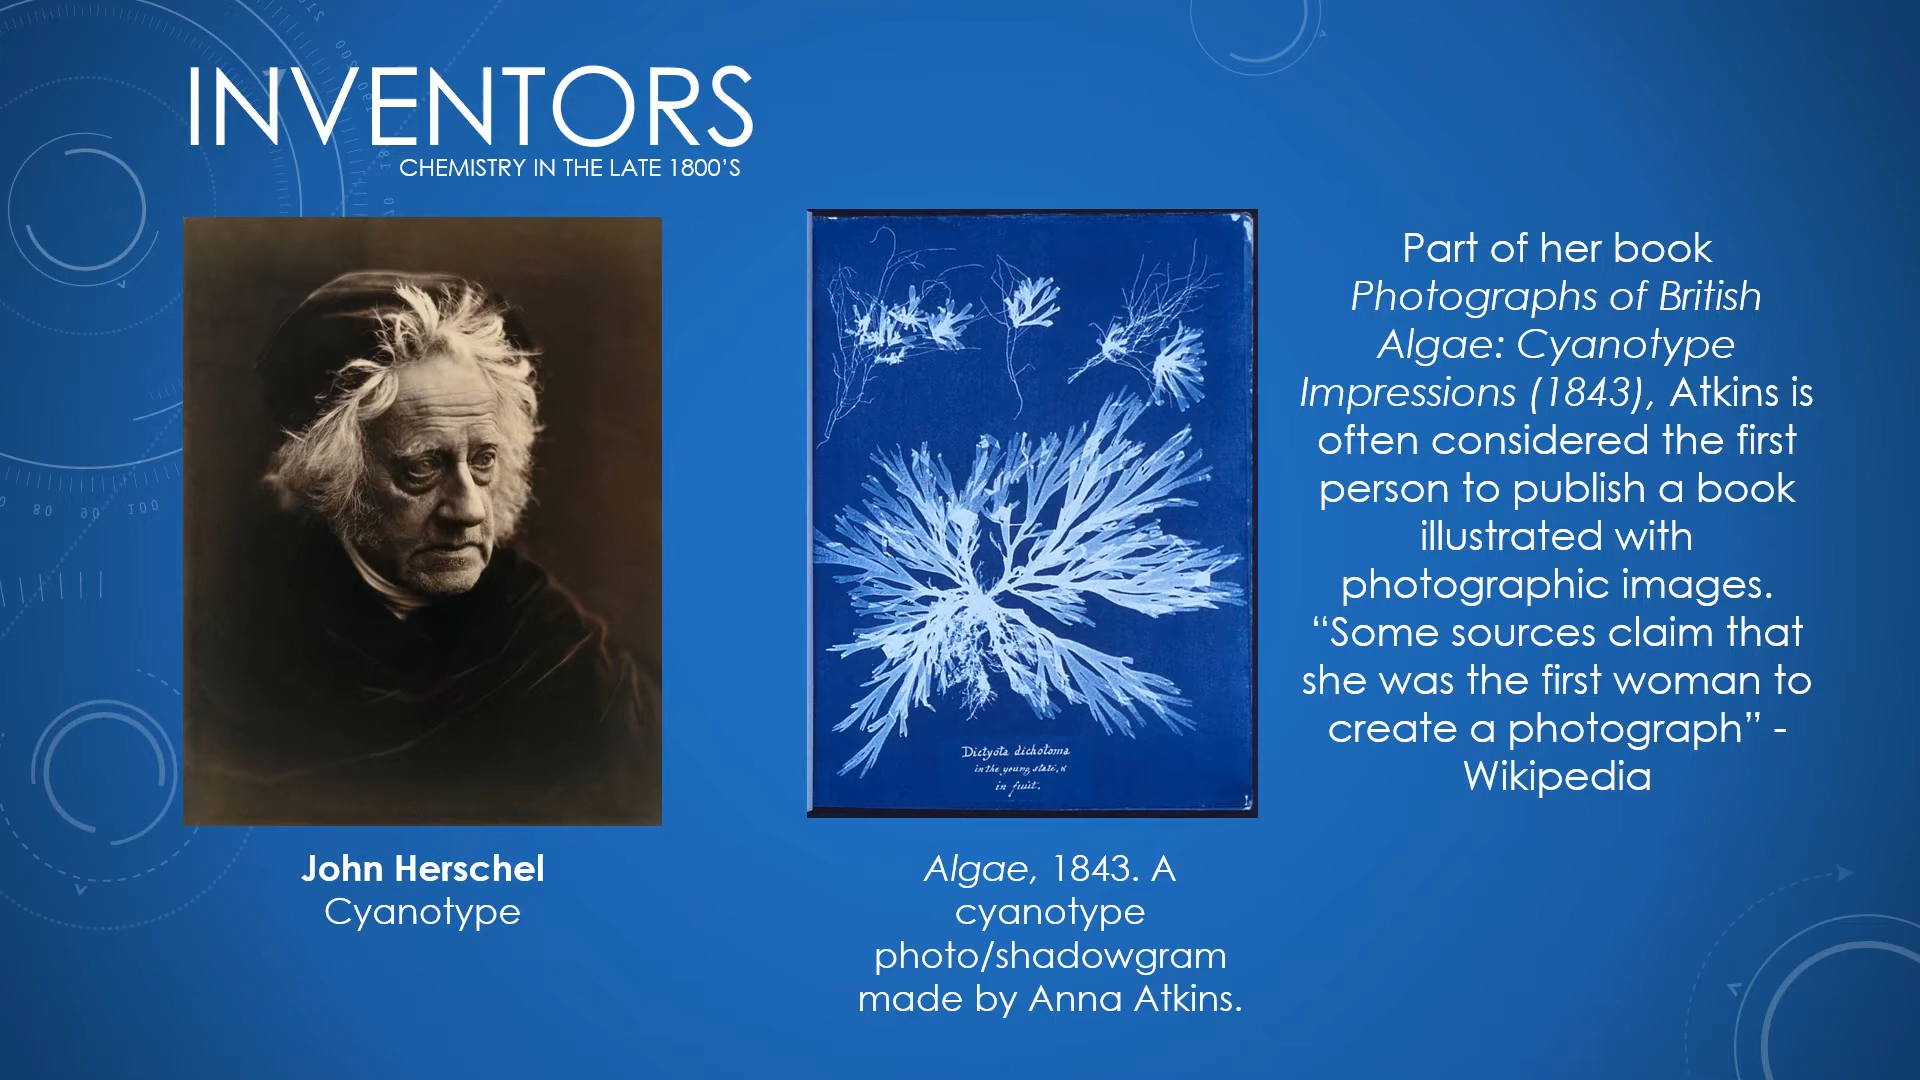 INVENTORS
CHEMISTRY IN THE LATE 1800'S
Dictyota dichotoma
in the young state, &
in fruit.
Part of her book
Photographs of British
Algae: Cyanotype
Impressions (1843), Atkins is
often considered the first
person to publish a book
illustrated with
photographic images.
“Some sources claim that
she was the first woman to
create a photograph” -
Wikipedia
John Herschel
Cyanotype
Algae, 1843. A
cyanotype
photo/shadowgram
made by Anna Atkins.